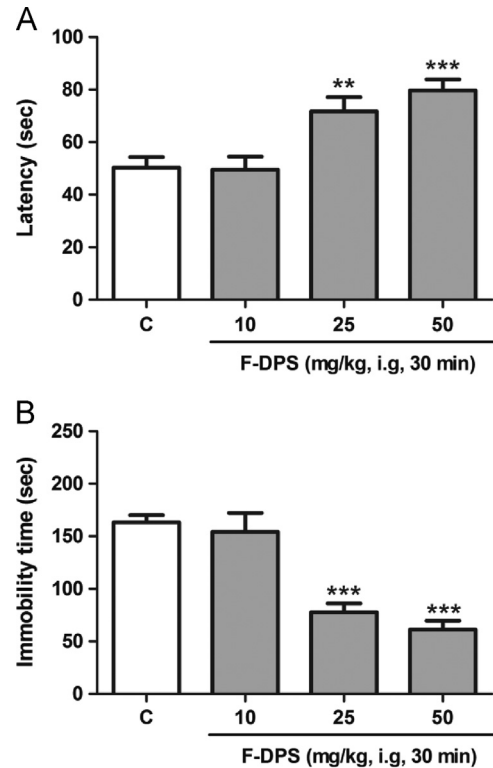 A
Latency (sec)
100
80
60
40
20
0
** ***
C 10 25 50
F-DPS (mg/kg, i.g, 30 min)
B
Immobility time (sec)
250
200
150
100
50
0
*** ***
C 10 25 50
F-DPS (mg/kg, i.g, 30 min)